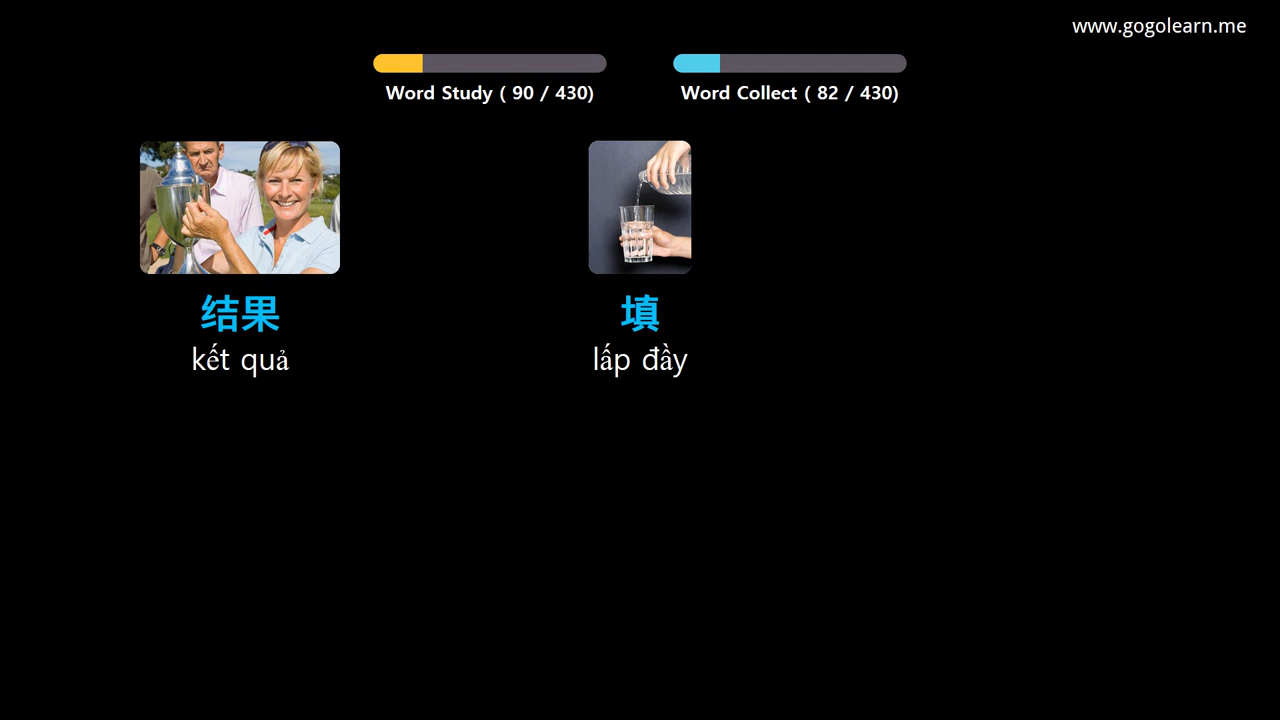 www.gogolearn.me
Word Study ( 90 / 430)
Word Collect ( 82 / 430)
结果
kết quả
填
lấp đầy